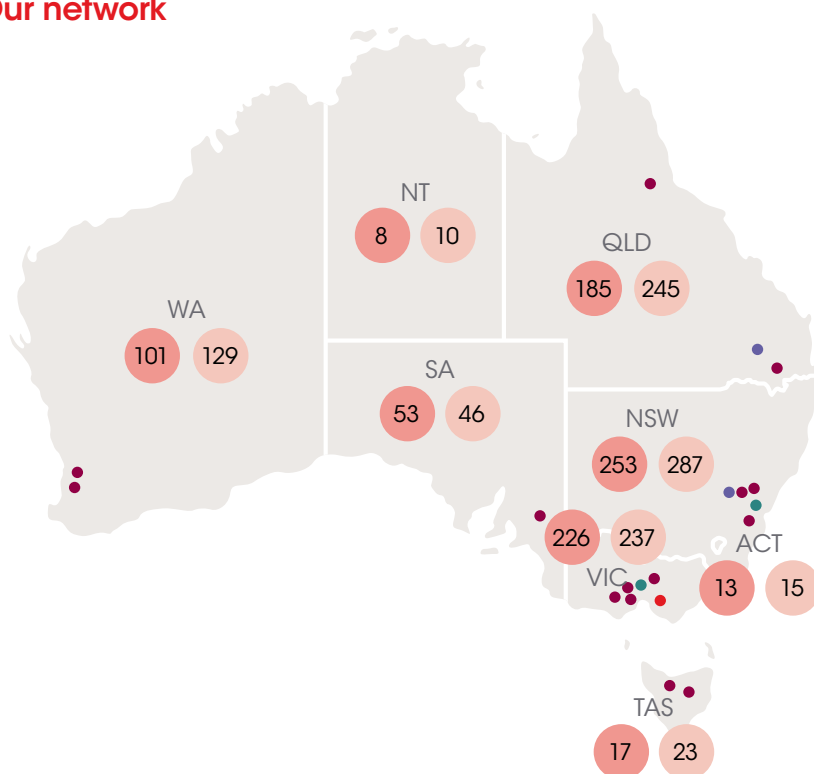 ur network
NT
8 10
QLD
185 245
WA
101 129
SA
53 46
NSW
253 287
226 237
VIC
ACT
13 15
TAS
17 23